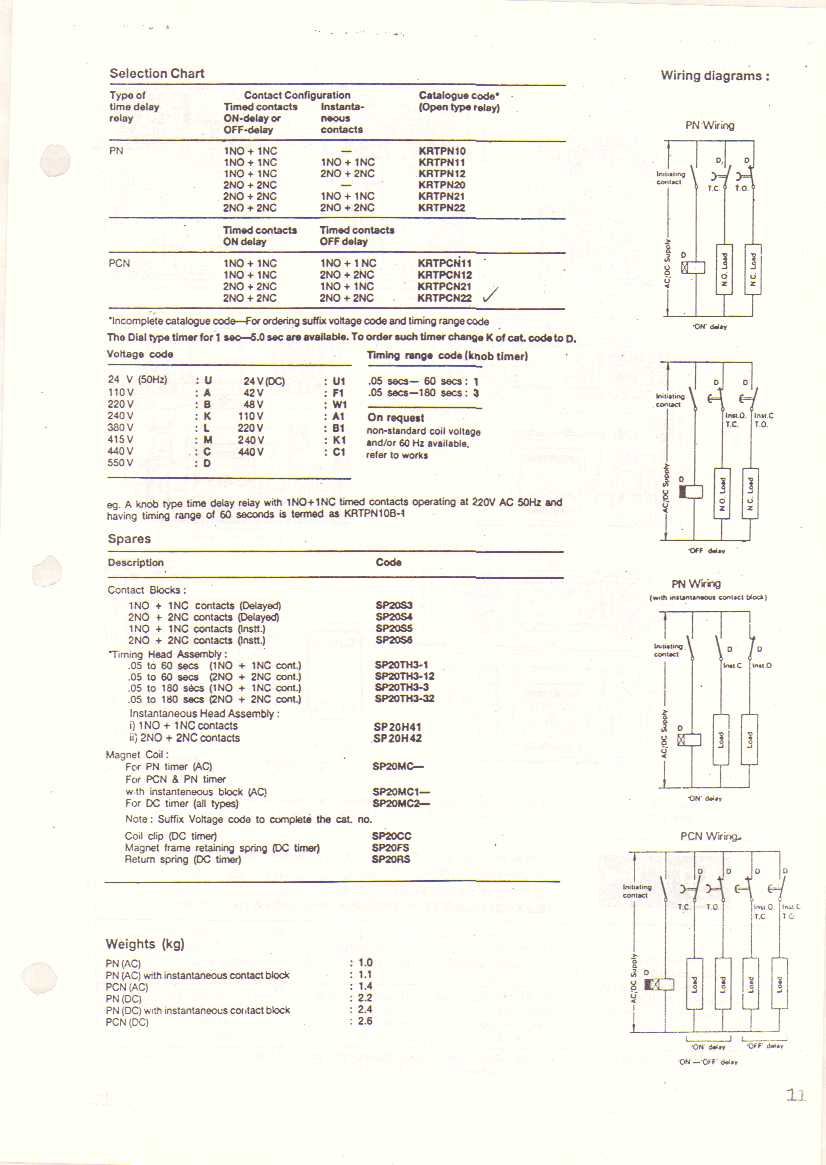 Selection Chart
Type of time delay relay
Contact Configuration
Timed contacts ON-delay or OFF-delay
Instanta-neous contacts
Catalogue code* (Open type relay)
PN 1NO + 1NC — KRTPN10
1NO + 1NC 1NO + 1NC KRTPN11
1NO + 1NC 2NO + 2NC KRTPN12
2NO + 2NC — KRTPN20
2NO + 2NC 1NO + 1NC KRTPN21
2NO + 2NC 2NO + 2NC KRTPN22
Timed contacts ON delay
Timed contacts OFF delay
PCN 1NO + 1NC 1NO + 1NC KRTPCN11
1NO + 1NC 2NO + 2NC KRTPCN12
2NO + 2NC 1NO + 1NC KRTPCN21
2NO + 2NC 2NO + 2NC KRTPCN22 ✓
*Incomplete catalogue code—For ordering suffix voltage code and timing range code
The Dial type timer for 1 sec—5.0 sec are available. To order such timer change K of cat. code to D.
Voltage code
24 V (50Hz) : U 24 V (DC) : U1
110 V : A 42 V : F1
220 V : B 48 V : W1
240 V : K 110 V : A1
380 V : L 220 V : B1
415 V : M 240 V : K1
440 V : C 440 V : C1
550 V : D
Timing range code (knob timer)
.05 secs— 60 secs : 1
.05 secs—180 secs : 3
On request
non-standard coil voltage
and/or 60 Hz available,
refer to works
eg. A knob type time delay relay with 1NO+1NC timed contacts operating at 220V AC 50Hz and
having timing range of 60 seconds is termed as KRTPN10B-1
Spares
Description Code
Contact Blocks :
1NO + 1NC contacts (Delayed) SP20S3
2NO + 2NC contacts (Delayed) SP20S4
1NO + 1NC contacts (Instt.) SP20S5
2NO + 2NC contacts (Instt.) SP20S6
*Timing Head Assembly :
.05 to 60 secs (1NO + 1NC cont.) SP20TH3-1
.05 to 60 secs (2NO + 2NC cont.) SP20TH3-12
.05 to 180 secs (1NO + 1NC cont.) SP20TH3-3
.05 to 180 secs (2NO + 2NC cont.) SP20TH3-32
Instantaneous Head Assembly :
i) 1NO + 1NC contacts SP20H41
ii) 2NO + 2NC contacts SP20H42
Magnet Coil :
For PN timer (AC) SP20MC—
For PCN & PN timer
with instanteneous block (AC) SP20MC1—
For DC timer (all types) SP20MC2—
Note : Suffix Voltage code to complete the cat. no.
Coil clip (DC timer) SP20CC
Magnet frame retaining spring (DC timer) SP20FS
Return spring (DC timer) SP20RS
Weights (kg)
PN (AC) : 1.0
PN (AC) with instantaneous contact block : 1.1
PCN (AC) : 1.4
PN (DC) : 2.2
PN (DC) with instantaneous contact block : 2.4
PCN (DC) : 2.6
Wiring diagrams :
PN Wiring
Initiating contact
D D
T.C. T.O.
AC/DC Supply
D
N.O. Load
N.C. Load
'ON' delay
Initiating contact
D D
Inst.O. Inst.C
T.C. T.O.
AC/DC Supply
D
N.O. Load
N.C. Load
'OFF' delay
PN Wiring
(with instantaneous contact block)
Initiating contact
D D
Inst.C Inst.O
AC/DC Supply
D
Load
Load
'ON' delay
PCN Wiring
Initiating contact
D D D D
T.C. T.O. Inst.O. Inst.C
T.C T.O.
AC/DC Supply
D
Load
Load
Load
Load
'ON' delay 'OFF' delay
'ON —'OFF' delay
11